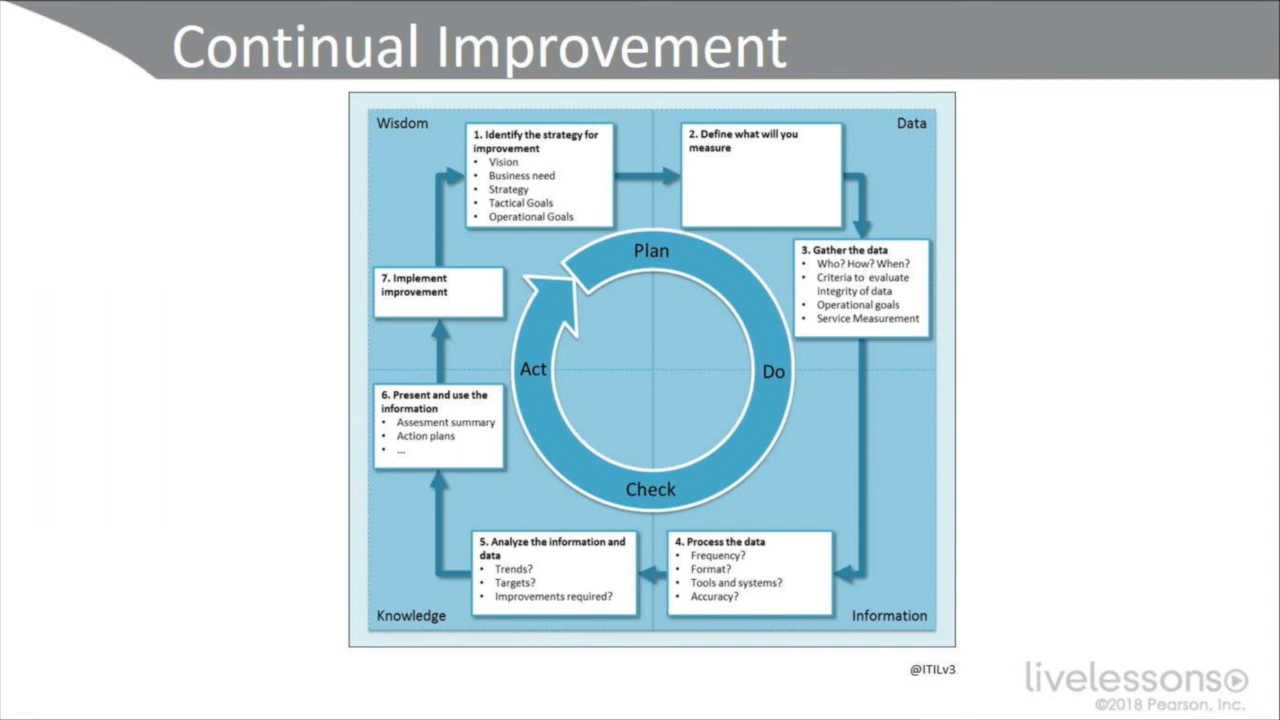 Continual Improvement
Wisdom
Data
1. Identify the strategy for
improvement
• Vision
• Business need
• Strategy
• Tactical Goals
• Operational Goals
2. Define what will you
measure
3. Gather the data
• Who? How? When?
• Criteria to evaluate
integrity of data
• Operational goals
• Service Measurement
Plan
7. Implement
improvement
Act
Do
6. Present and use the
information
• Assesment summary
• Action plans
• ...
Check
5. Analyze the information and
data
• Trends?
• Targets?
• Improvements required?
4. Process the data
• Frequency?
• Format?
• Tools and systems?
• Accuracy?
Knowledge
Information
@ITILv3
livelessons
©2018 Pearson, Inc.